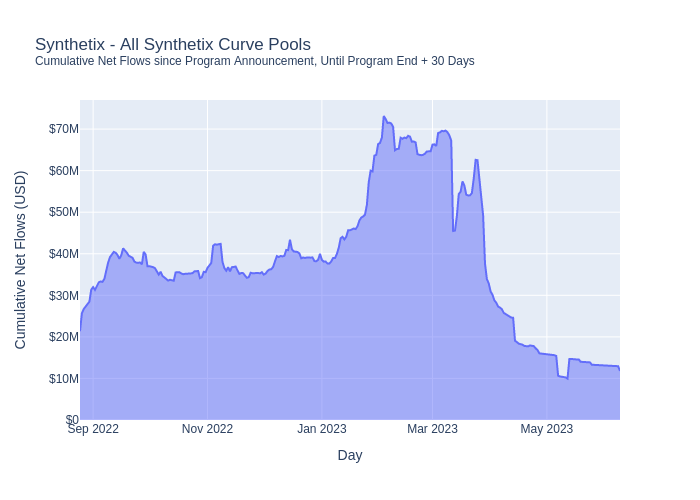 Synthetix - All Synthetix Curve Pools
Cumulative Net Flows since Program Announcement, Until Program End + 30 Days
$70M
$60M
$50M
$40M
$30M
$20M
$10M
$0
Cumulative Net Flows (USD)
Sep 2022 Nov 2022 Jan 2023 Mar 2023 May 2023
Day